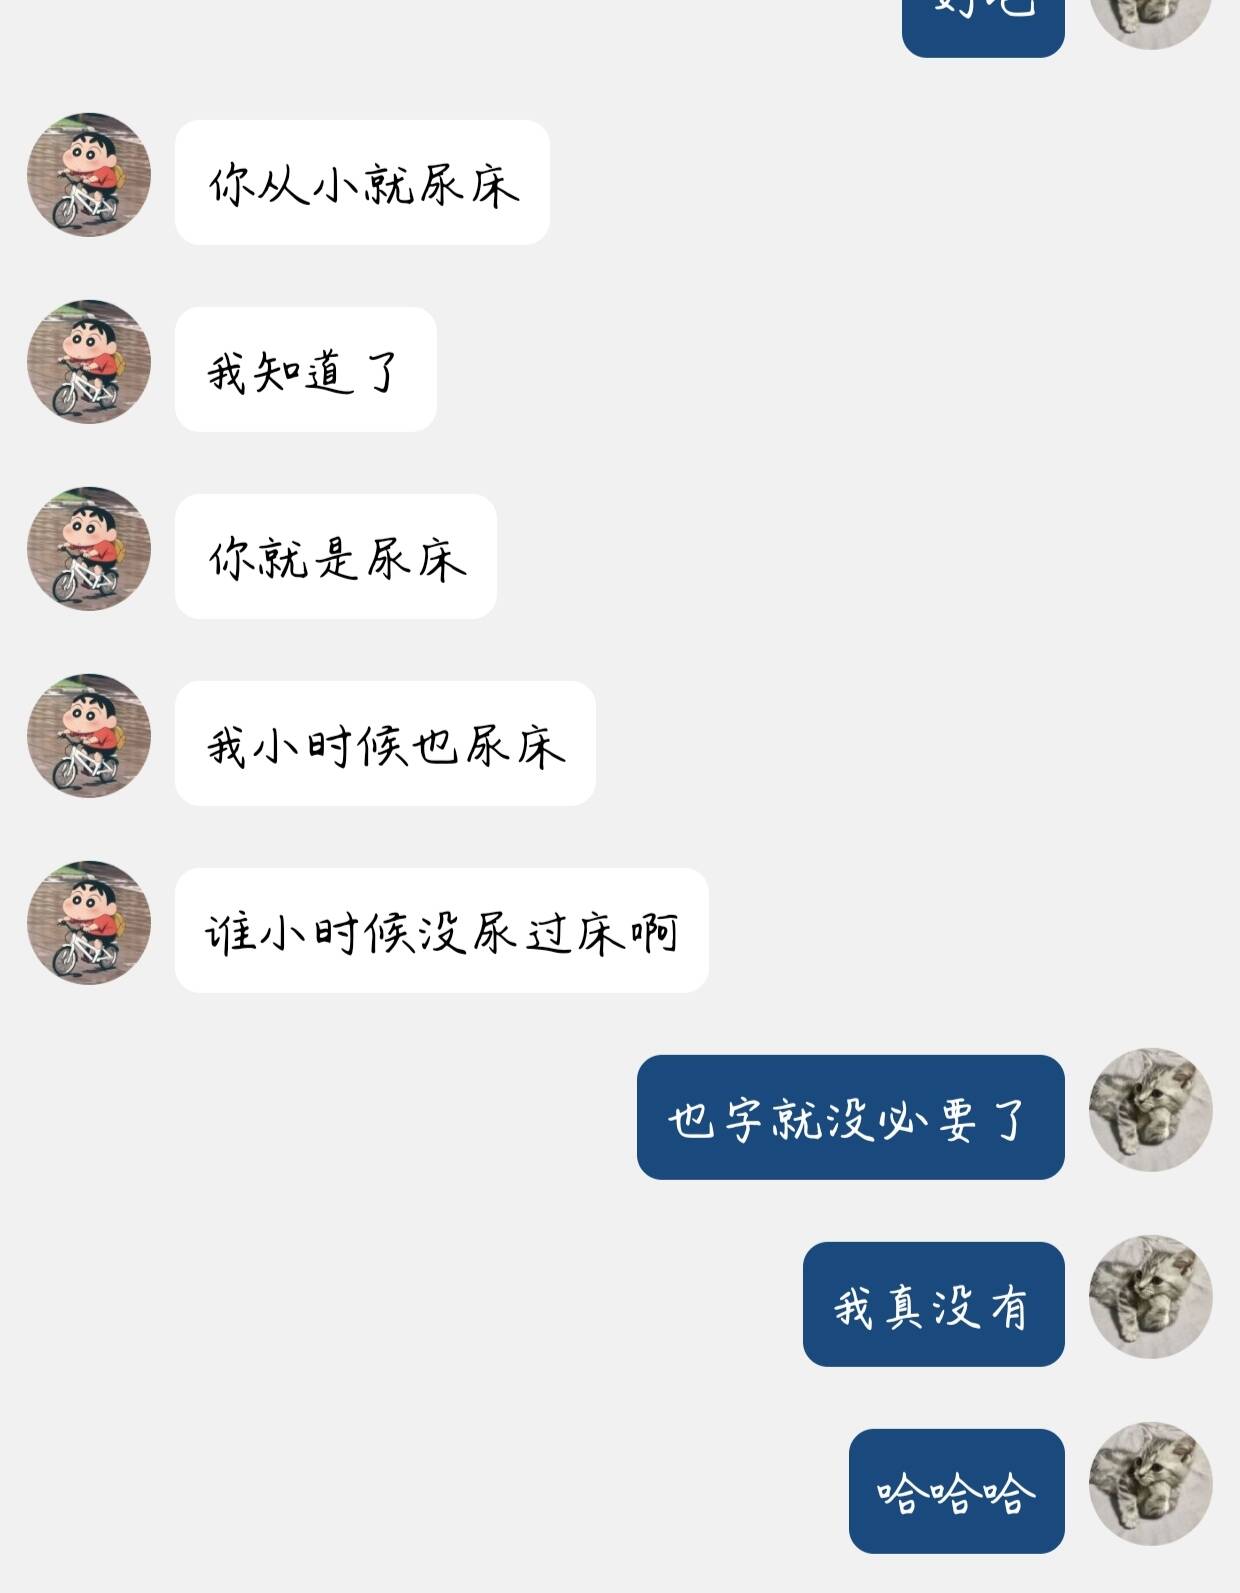 好吧
你从小就尿床
我知道了
你就是尿床
我小时候也尿床
谁小时候没尿过床啊
也字就没必要了
我真没有
哈哈哈